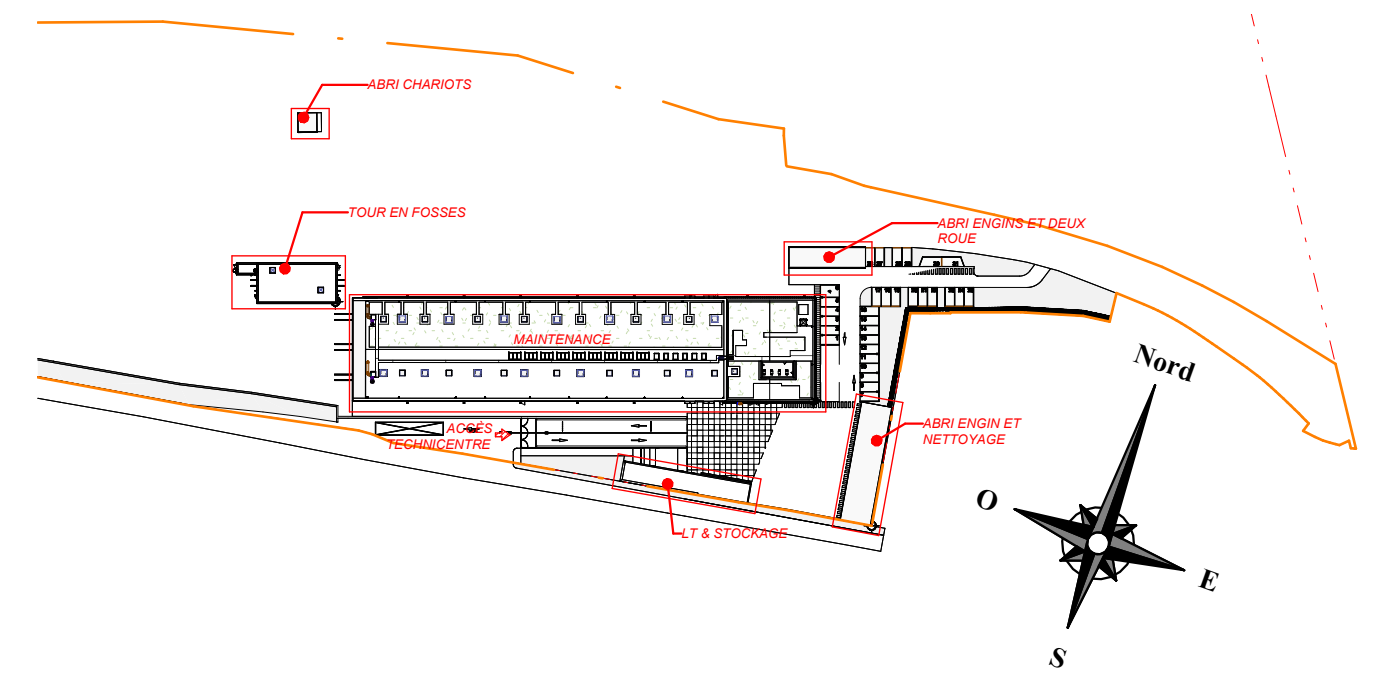 ABRI CHARIOTS
TOUR EN FOSSES
ABRI ENGINS ET DEUX
ROUE
MAINTENANCE
Nord
ACCÈS
TECHNICENTRE
ABRI ENGIN ET
NETTOYAGE
O
LT & STOCKAGE
E
S